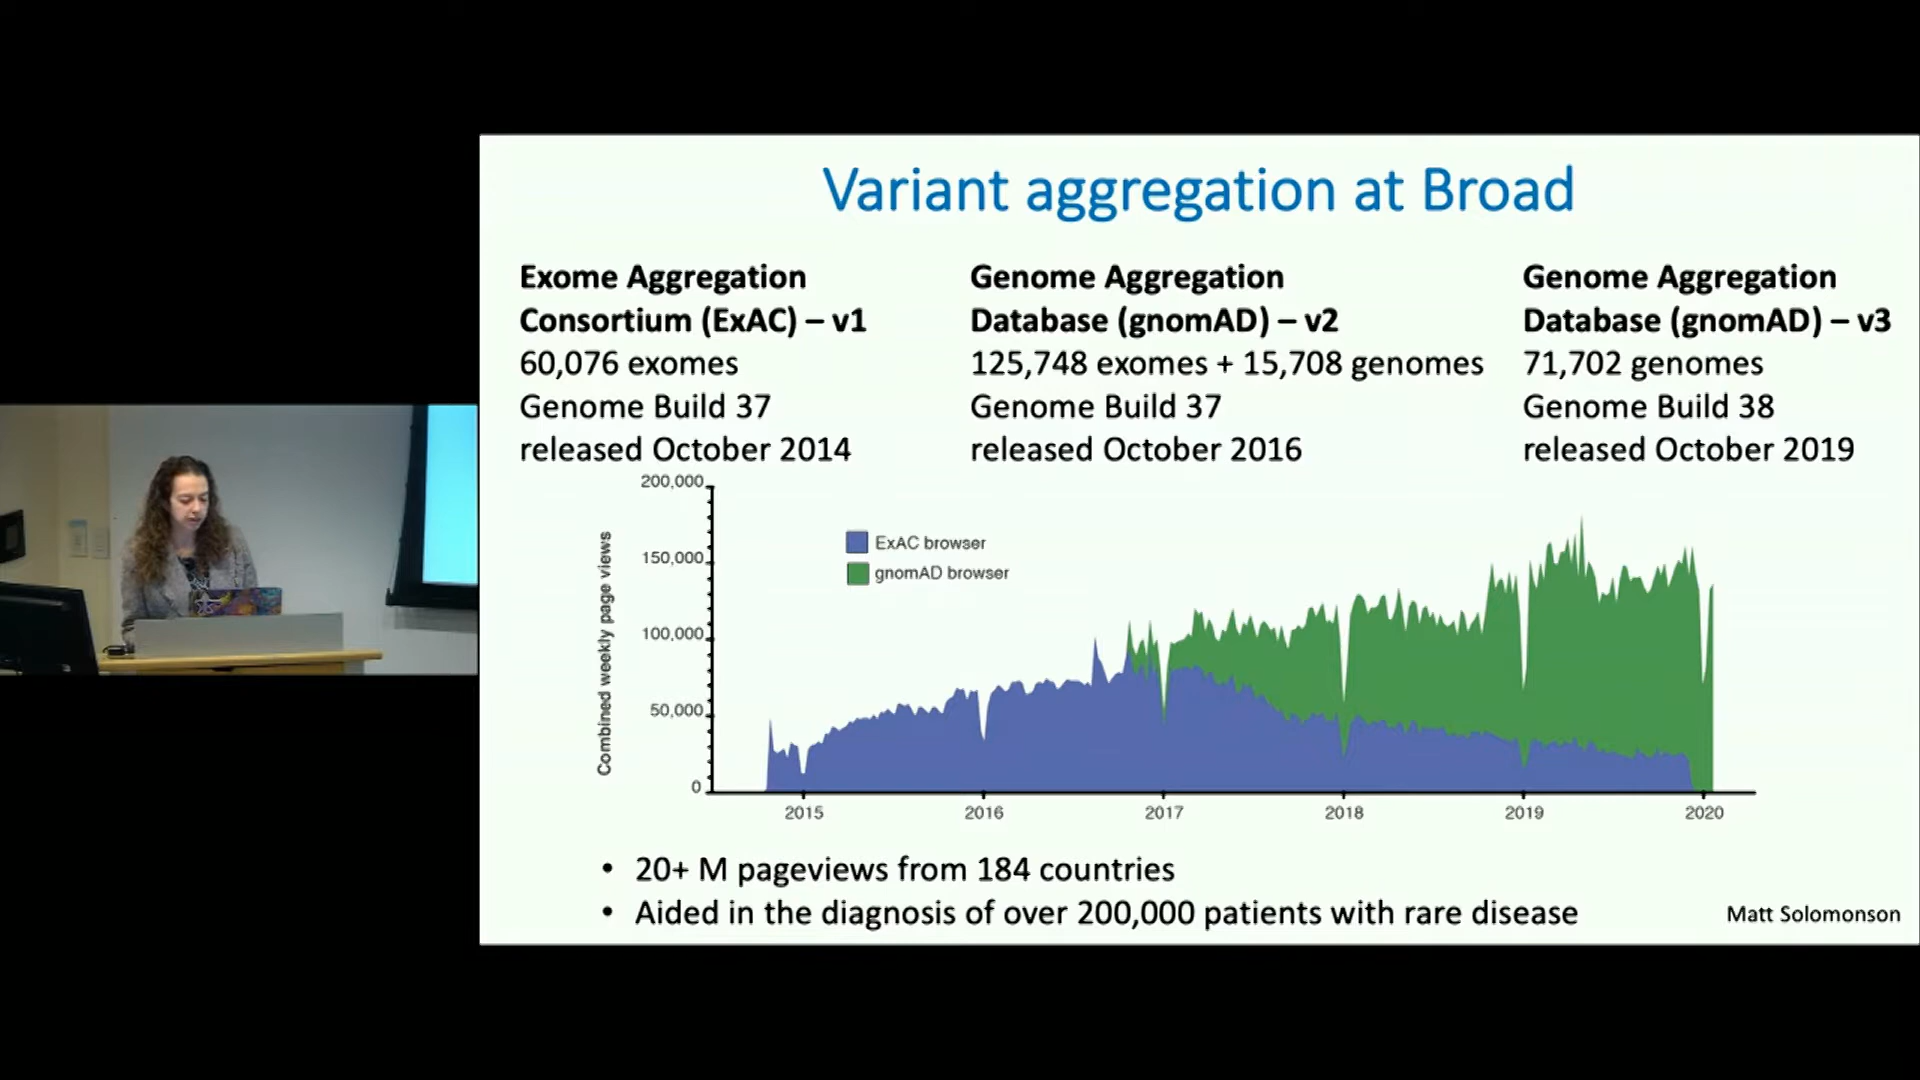 Variant aggregation at Broad
Exome Aggregation
Consortium (ExAC) – v1
60,076 exomes
Genome Build 37
released October 2014
Genome Aggregation
Database (gnomAD) – v2
125,748 exomes + 15,708 genomes
Genome Build 37
released October 2016
Genome Aggregation
Database (gnomAD) – v3
71,702 genomes
Genome Build 38
released October 2019
Combined weekly page views
200,000
150,000
100,000
50,000
0
ExAC browser
gnomAD browser
2015 2016 2017 2018 2019 2020
• 20+ M pageviews from 184 countries
• Aided in the diagnosis of over 200,000 patients with rare disease
Matt Solomonson